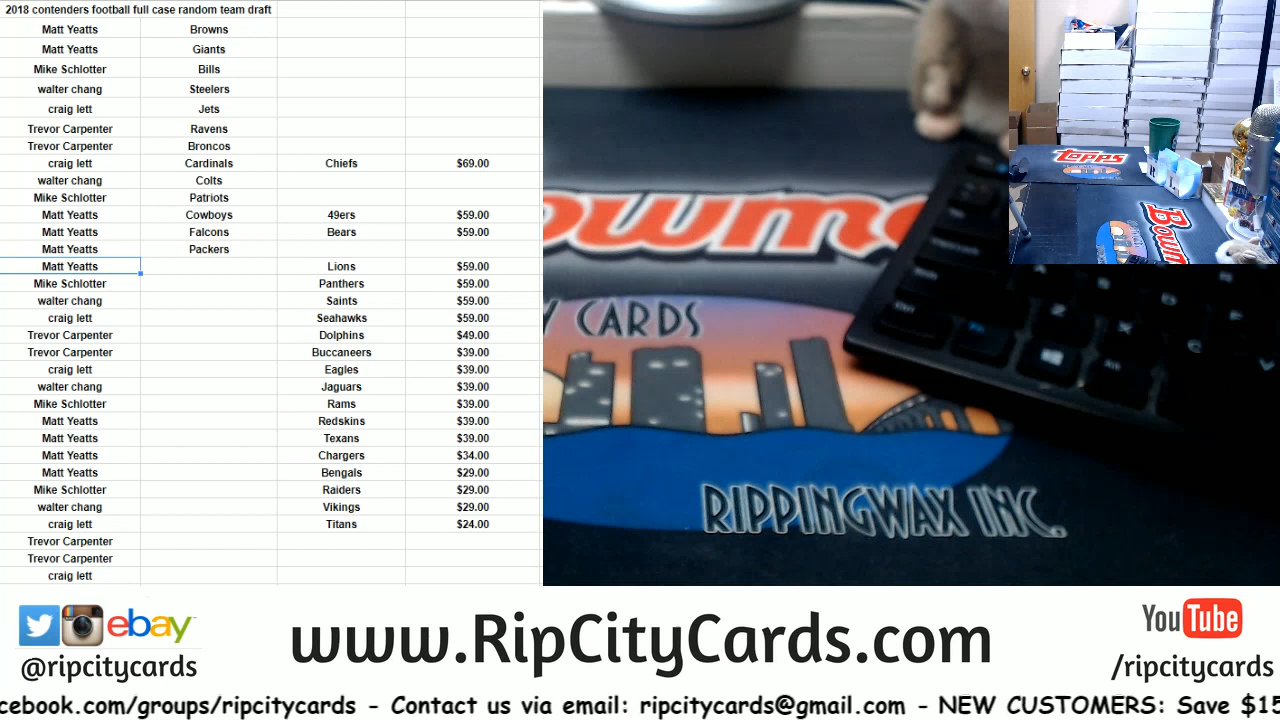 2018 contenders football full case random team draft
Matt Yeatts Browns
Matt Yeatts Giants
Mike Schlotter Bills
walter chang Steelers
craig lett Jets
Trevor Carpenter Ravens
Trevor Carpenter Broncos
craig lett Cardinals Chiefs $69.00
walter chang Colts
Mike Schlotter Patriots
Matt Yeatts Cowboys 49ers $59.00
Matt Yeatts Falcons Bears $59.00
Matt Yeatts Packers
Matt Yeatts Lions $59.00
Mike Schlotter Panthers $59.00
walter chang Saints $59.00
craig lett Seahawks $59.00
Trevor Carpenter Dolphins $49.00
Trevor Carpenter Buccaneers $39.00
craig lett Eagles $39.00
walter chang Jaguars $39.00
Mike Schlotter Rams $39.00
Matt Yeatts Redskins $39.00
Matt Yeatts Texans $39.00
Matt Yeatts Chargers $34.00
Matt Yeatts Bengals $29.00
Mike Schlotter Raiders $29.00
walter chang Vikings $29.00
craig lett Titans $24.00
Trevor Carpenter
Trevor Carpenter
craig lett
owm
Y CARDS
RIPPINGWAX INC.
topps
Bowm
ebay
@ripcitycards
www.RipCityCards.com
YouTube
/ripcitycards
cebook.com/groups/ripcitycards - Contact us via email: ripcitycards@gmail.com - NEW CUSTOMERS: Save $15